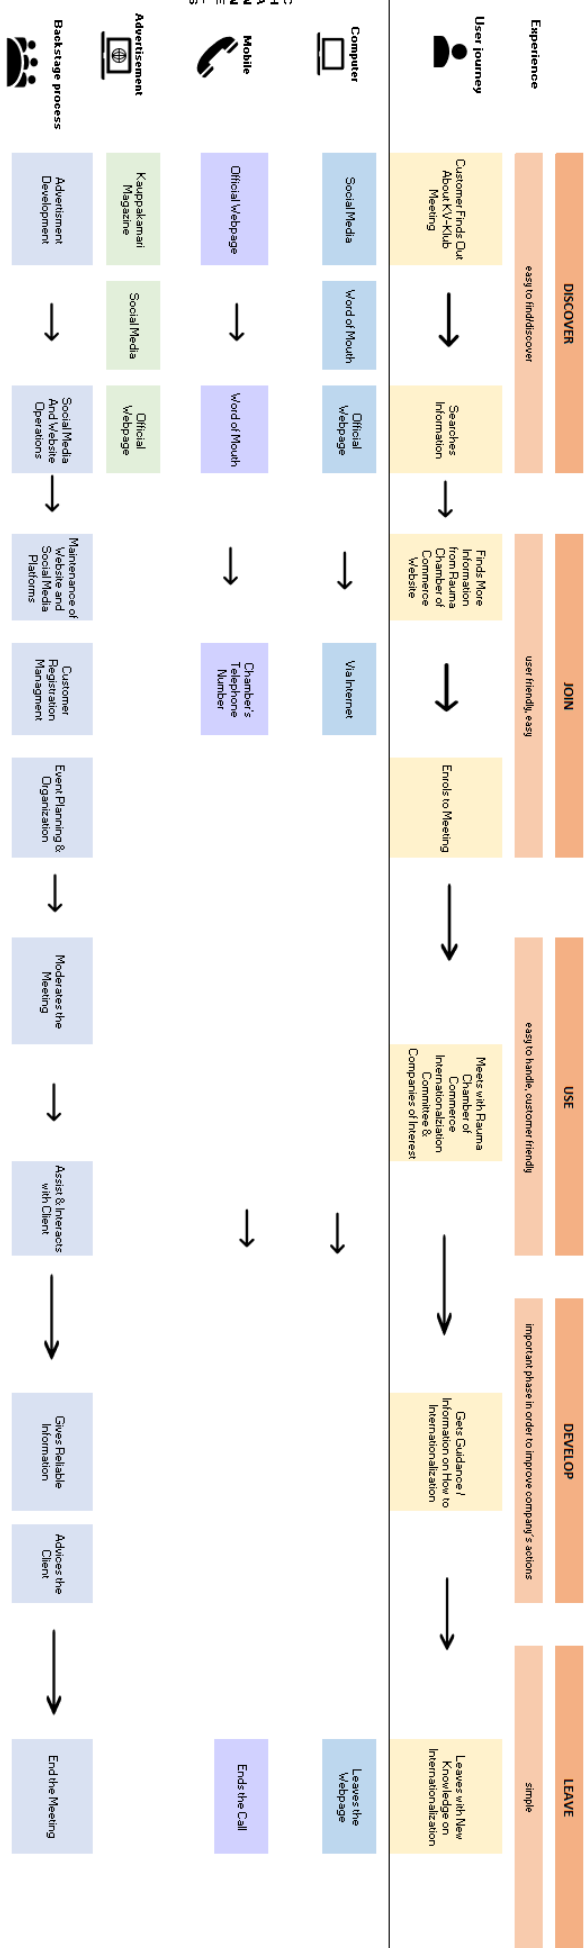 DISCOVER
JOIN
USE
DEVELOP
LEAVE
Experience
easy to find/discover
user friendly, easy
easy to handle, customer friendly
important phase in order to improve company's actions
simple
User journey
Customer Finds Out
About KV-Klub
Meeting
Searches
Information
Finds More
Information
from Rauma
Chamber of
Commerce
Website
Enrols to Meeting
Meets with Rauma
Chamber of
Commerce
Internationalziation
Committee &
Companies of Interest
Gets Guidance /
Information on How to
Internationalization
Leaves with New
Knowledge on
Internationalization
Computer
Social Media
Word of Mouth
Official
Webpage
Via Internet
Leaves the
Webpage
Mobile
Official Webpage
Word of Mouth
Chamber's
Telephone
Number
Ends the Call
Advertisement
Kauppakamari
Magazine
Social Media
Official
Webpage
Backstage process
Advertisment
Development
Social Media
And Website
Operations
Maintenance of
Website and
Social Media
Platforms
Customer
Registration
Managment
Event Planning &
Organization
Moderates the
Meeting
Assist & Interacts
with Client
Gives Reliable
Information
Advices the
Client
End the Meeting